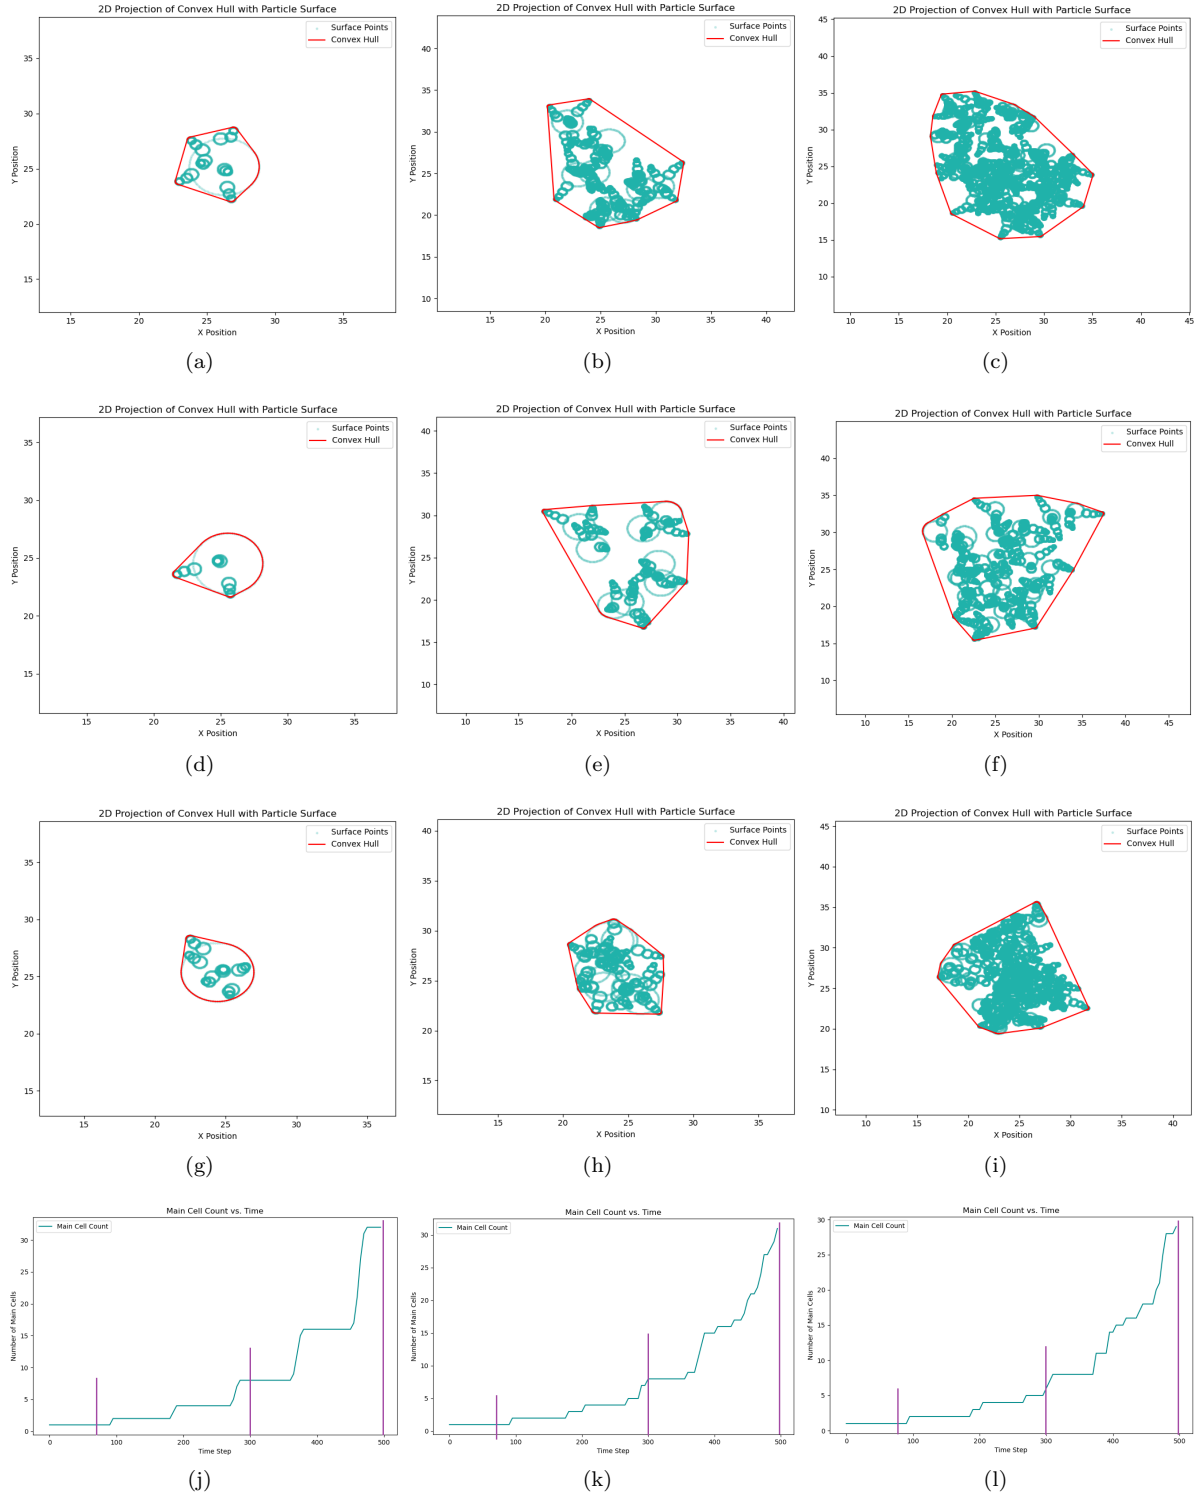 2D Projection of Convex Hull with Particle Surface
Surface Points
Convex Hull
35
30
25
20
15
Y Position
15 20 25 30 35
X Position
(a)
2D Projection of Convex Hull with Particle Surface
Surface Points
Convex Hull
40
35
30
25
20
15
10
Y Position
10 15 20 25 30 35 40
X Position
(b)
2D Projection of Convex Hull with Particle Surface
Surface Points
Convex Hull
45
40
35
30
25
20
15
10
Y Position
10 15 20 25 30 35 40 45
X Position
(c)
2D Projection of Convex Hull with Particle Surface
Surface Points
Convex Hull
35
30
25
20
15
Y Position
15 20 25 30 35
X Position
(d)
2D Projection of Convex Hull with Particle Surface
Surface Points
Convex Hull
40
35
30
25
20
15
10
Y Position
10 15 20 25 30 35 40
X Position
(e)
2D Projection of Convex Hull with Particle Surface
Surface Points
Convex Hull
40
35
30
25
20
15
10
Y Position
10 15 20 25 30 35 40 45
X Position
(f)
2D Projection of Convex Hull with Particle Surface
Surface Points
Convex Hull
35
30
25
20
15
Y Position
15 20 25 30 35
X Position
(g)
2D Projection of Convex Hull with Particle Surface
Surface Points
Convex Hull
40
35
30
25
20
15
Y Position
15 20 25 30 35
X Position
(h)
2D Projection of Convex Hull with Particle Surface
Surface Points
Convex Hull
45
40
35
30
25
20
15
10
Y Position
10 15 20 25 30 35 40
X Position
(i)
Main Cell Count vs. Time
Main Cell Count
30
25
20
15
10
5
0
Number of Main Cells
0 100 200 300 400 500
Time Step
(j)
Main Cell Count vs. Time
Main Cell Count
30
25
20
15
10
5
0
Number of Main Cells
0 100 200 300 400 500
Time Step
(k)
Main Cell Count vs. Time
Main Cell Count
30
25
20
15
10
5
0
Number of Main Cells
0 100 200 300 400 500
Time Step
(l)